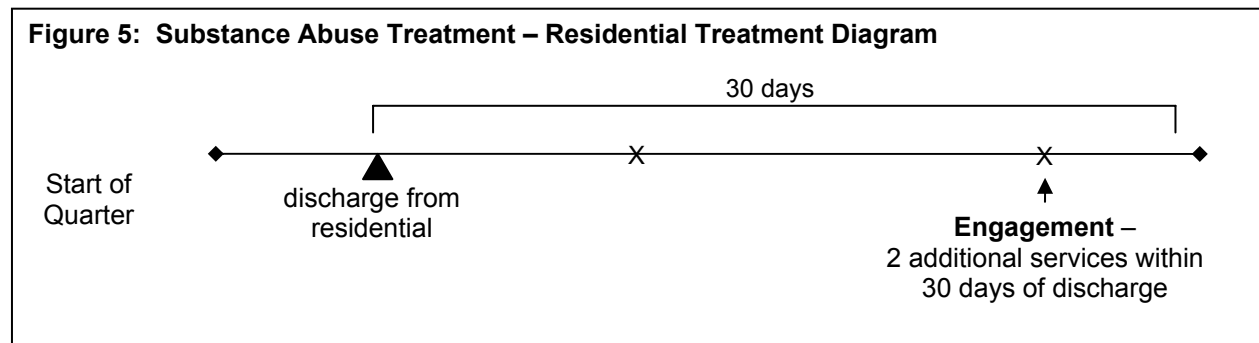 Figure 5: Substance Abuse Treatment – Residential Treatment Diagram
30 days
X
X
Start of
Quarter
discharge from
residential
Engagement –
2 additional services within
30 days of discharge